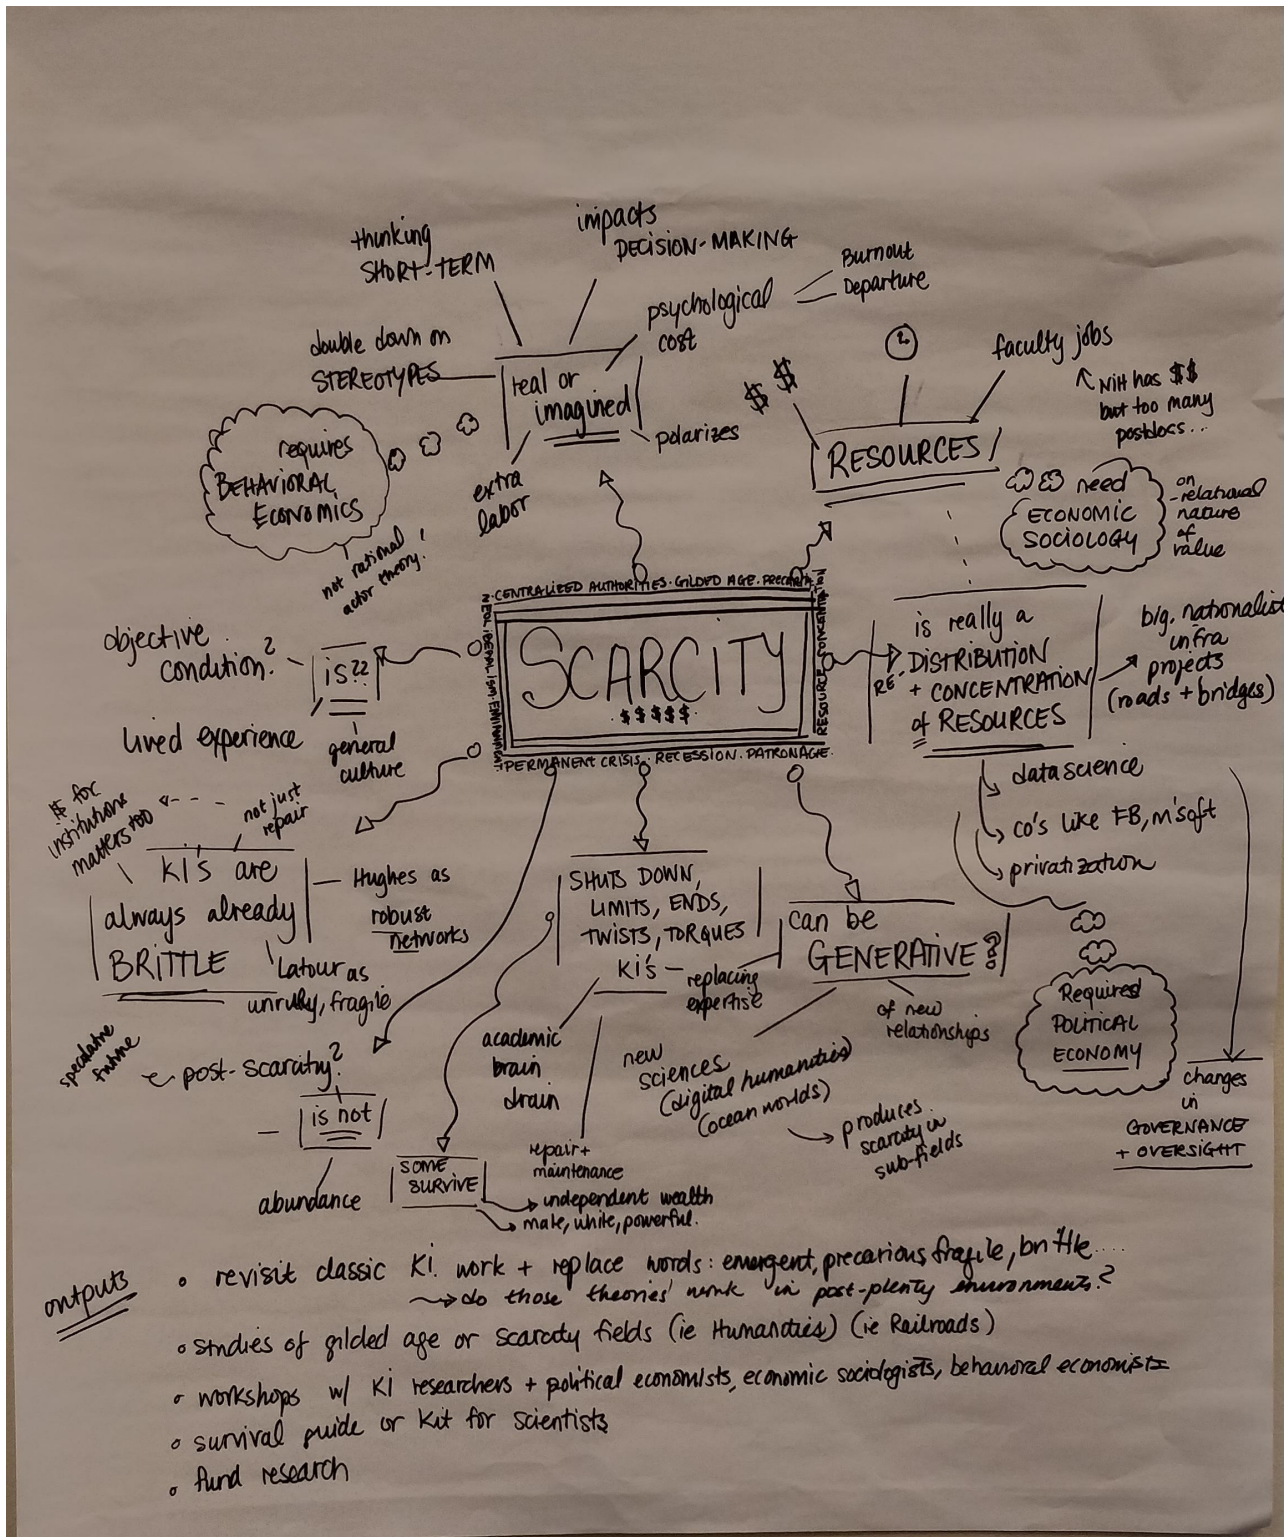 thinking
SHORT-TERM
impacts
DECISION-MAKING
psychological
cost
Burnout
Departure
double down on
STEREOTYPES
real or
imagined
polarizes
extra
labor
requires
BEHAVIORAL
ECONOMICS
not rational
actor theory!
$$
faculty jobs
NIH has $$
but too many
postdocs...
RESOURCES
need
ECONOMIC
SOCIOLOGY
on
relational
nature
of
value
CENTRALIZED AUTHORITIES. GILDED AGE.
RESOURCE CONCENTRATION
PERMANENT CRISIS. RECESSION. PATRONAGE.
NEOLIBERALISM.
SCARCITY
$$$$$
objective
condition?
is??
lived experience
general
culture
is really a
RE-DISTRIBUTION
+ CONCENTRATION
of RESOURCES
nationalist
infra
projects
(roads + bridges)
data science
co's like FB, m'soft
privatization
Required
POLITICAL
ECONOMY
changes
in
GOVERNANCE
+ OVERSIGHT
$ for
institutions
matters too
not just
repair
KI's are
always already
BRITTLE
Hughes as
robust
networks
Latour as
unruly, fragile
SHUTS DOWN,
LIMITS, ENDS,
TWISTS, TORQUES
KI's
replacing
expertise
academic
brain
drain
repair +
maintenance
can be
GENERATIVE??
of new
relationships
new
sciences
(digital humanities)
(ocean worlds)
produces
scarcity in
sub-fields
speculative
future
post-scarcity?
is not
abundance
SOME
SURVIVE
independent wealth
male, white, powerful.
outputs
• revisit classic KI work + replace words: emergent, precarious, fragile, brittle....
do those theories work in post-plenty environments?
• studies of gilded age or scarcity fields (ie Humanities) (ie Railroads)
• workshops w/ KI researchers + political economists, economic sociologists, behavioral economists
• survival guide or kit for scientists
• fund research